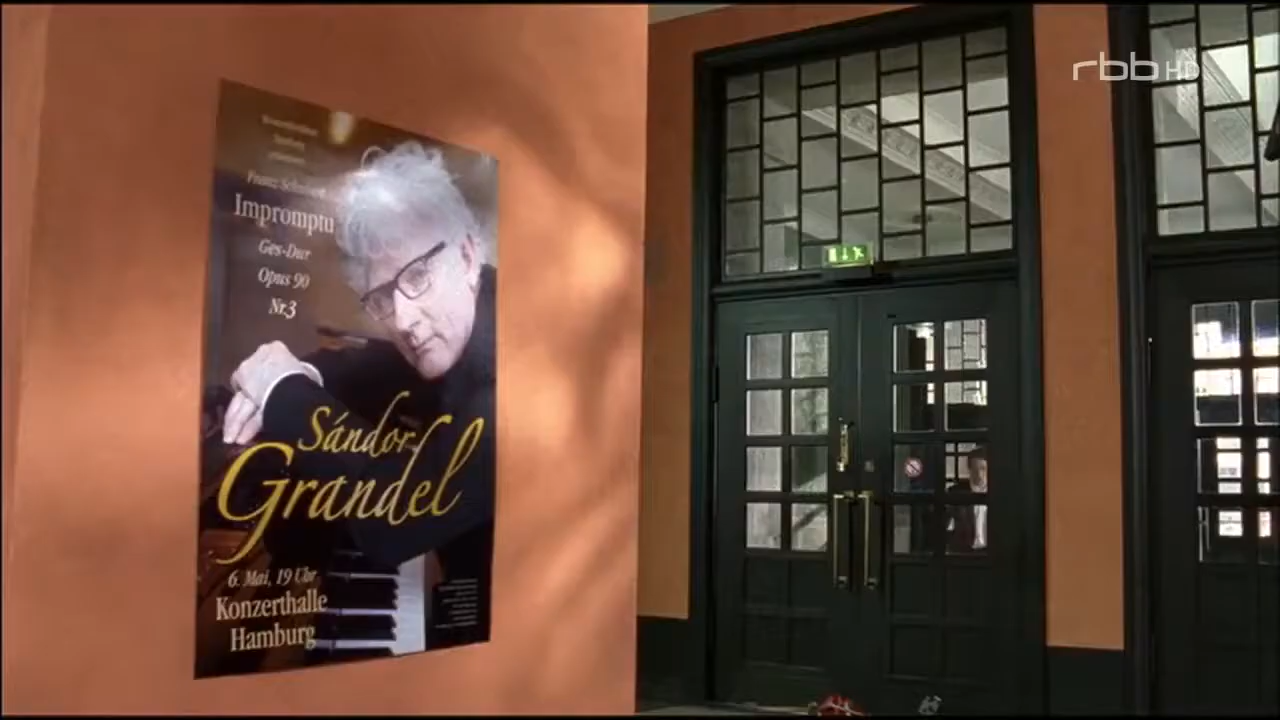 Franz Schubert
Impromptu
Ges-Dur
Opus 90
Nr.3
Sándor
Grandel
6. Mai, 19 Uhr
Konzerthalle
Hamburg
rbb HD